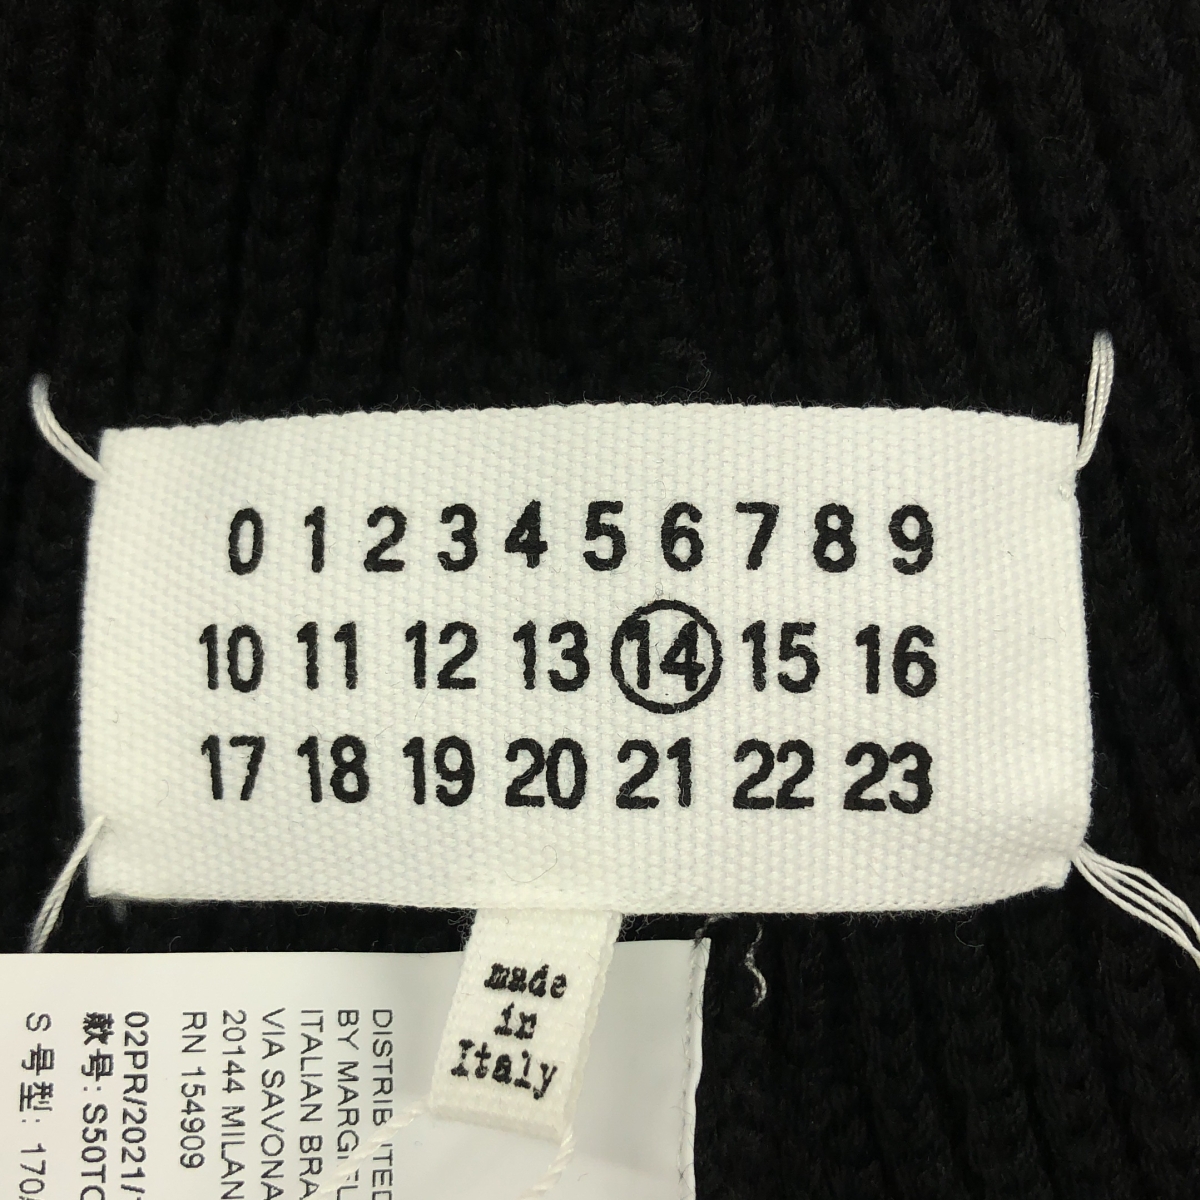 0 1 2 3 4 5 6 7 8 9
10 11 12 13 14 15 16
17 18 19 20 21 22 23
made
in
Italy
DISTRIB
BY MARG
ITALIAN BRA
VIA SAVONA
20144 MILAN
RN 154909
02PR/2021/
款号: S50TC
S 号型: 170